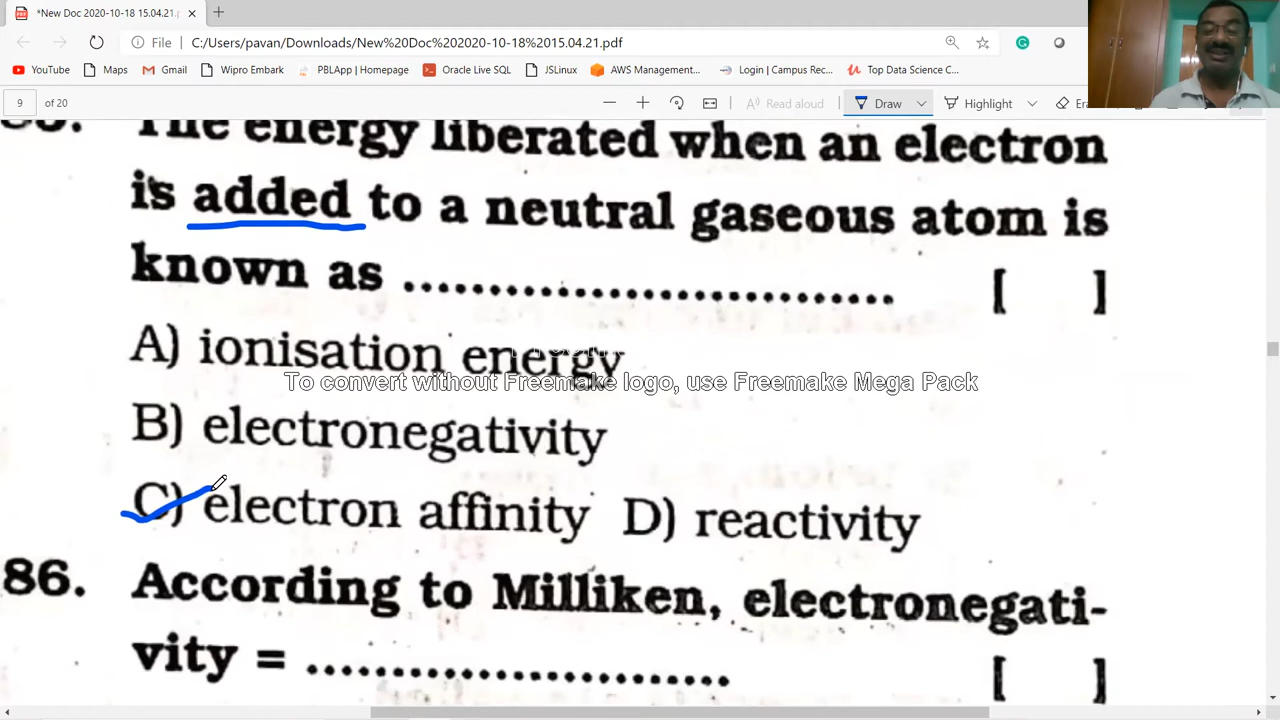 *New Doc 2020-10-18 15.04.21.p
File C:/Users/pavan/Downloads/New%20Doc%202020-10-18%2015.04.21.pdf
YouTube Maps Gmail Wipro Embark PBLApp | Homepage Oracle Live SQL JSLinux AWS Management... Login | Campus Rec... Top Data Science C...
9 of 20 Read aloud Draw Highlight Era
The energy liberated when an electron
is added to a neutral gaseous atom is
known as .............................. [ ]
A) ionisation energy
To convert without Freemake logo, use Freemake Mega Pack
B) electronegativity
C) electron affinity D) reactivity
86. According to Milliken, electronegati-
vity = .......................... [ ]